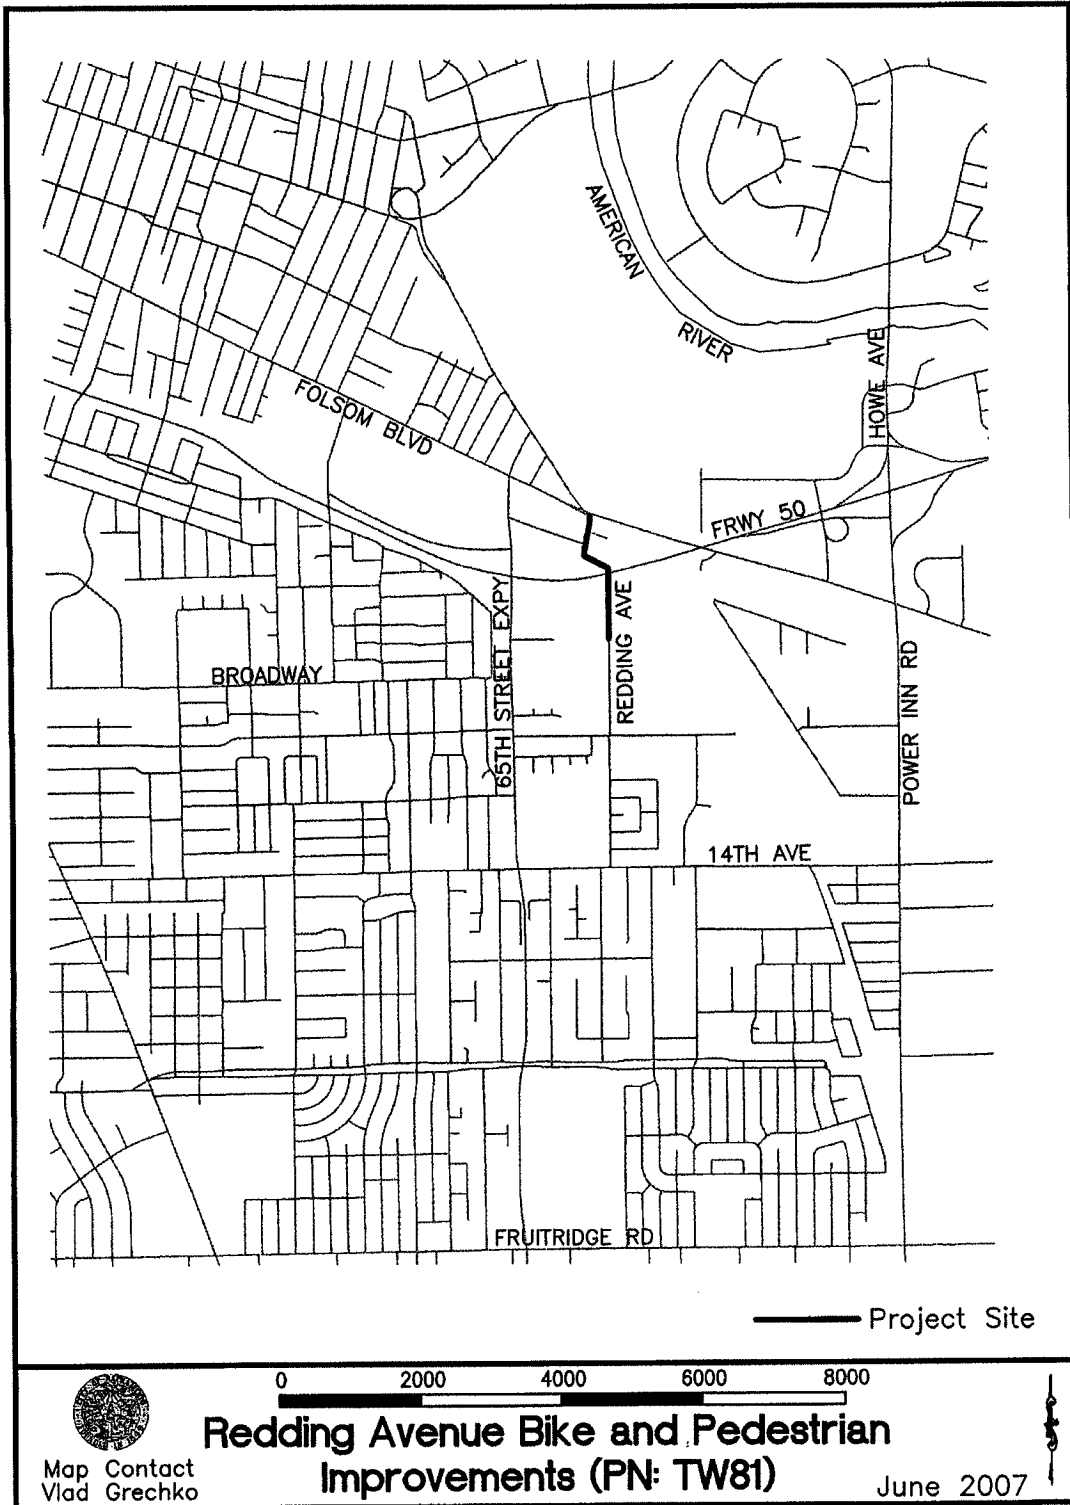 AMERICAN
RIVER
HOWE AVE
FOLSOM BLVD
FRWY 50
65TH STREET EXPY
REDDING AVE
BROADWAY
POWER INN RD
14TH AVE
FRUITRIDGE RD
Project Site
0 2000 4000 6000 8000
Redding Avenue Bike and Pedestrian
Improvements (PN: TW81)
Map Contact
Vlad Grechko
June 2007